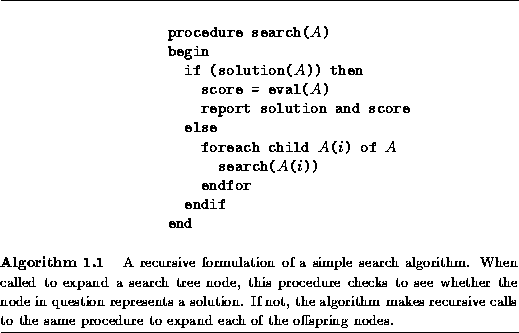 procedure search(A)
begin
if (solution(A)) then
score = eval(A)
report solution and score
else
foreach child A(i) of A
search(A(i))
endfor
endif
end
Algorithm 1.1 A recursive formulation of a simple search algorithm. When
called to expand a search tree node, this procedure checks to see whether the
node in question represents a solution. If not, the algorithm makes recursive calls
to the same procedure to expand each of the offspring nodes.